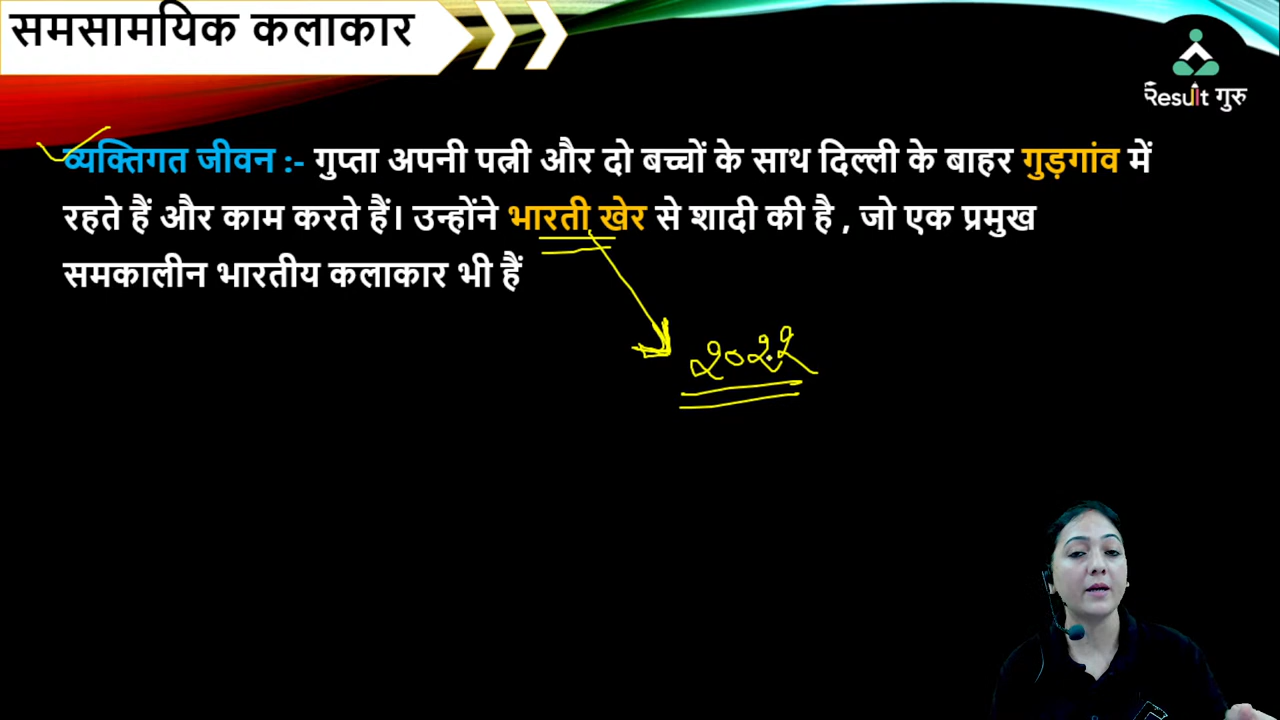 समसामयिक कलाकार
Result गुरु
व्यक्तिगत जीवन :- गुप्ता अपनी पत्नी और दो बच्चों के साथ दिल्ली के बाहर गुड़गांव में
रहते हैं और काम करते हैं। उन्होंने भारती खेर से शादी की है , जो एक प्रमुख
समकालीन भारतीय कलाकार भी हैं
२०२२